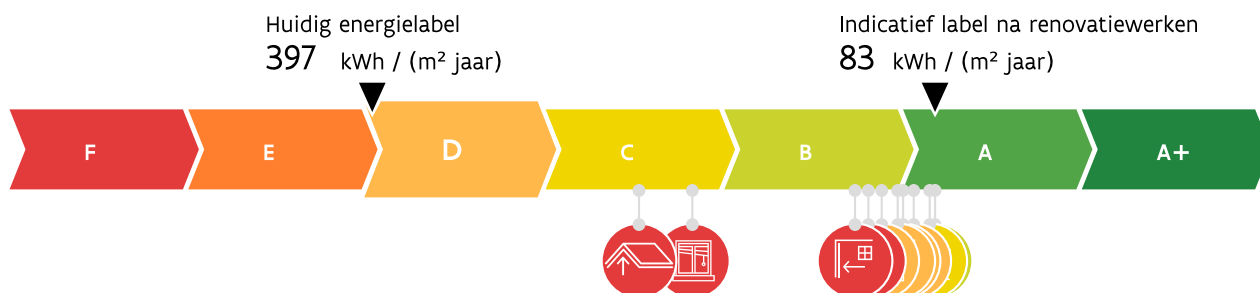 Huidig energielabel
397 kWh / (m² jaar)
Indicatief label na renovatiewerken
83 kWh / (m² jaar)
F E D C B A A+